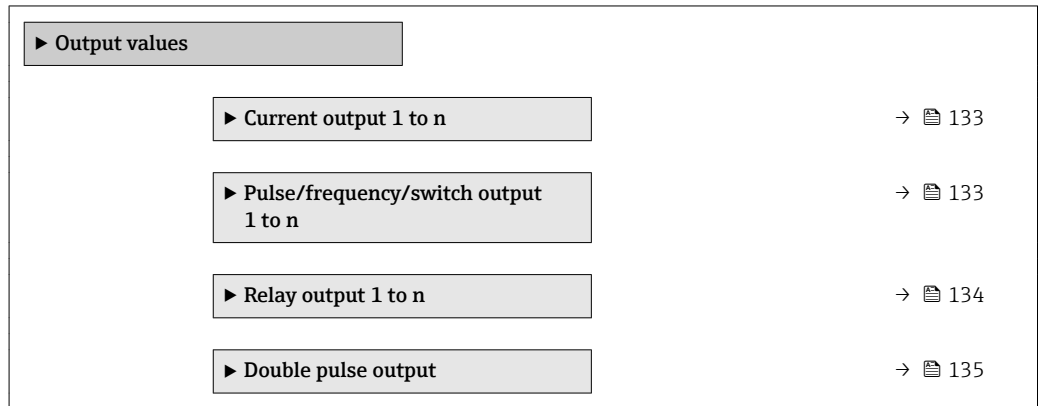 ▶ Output values
▶ Current output 1 to n → 133
▶ Pulse/frequency/switch output
1 to n → 133
▶ Relay output 1 to n → 134
▶ Double pulse output → 135